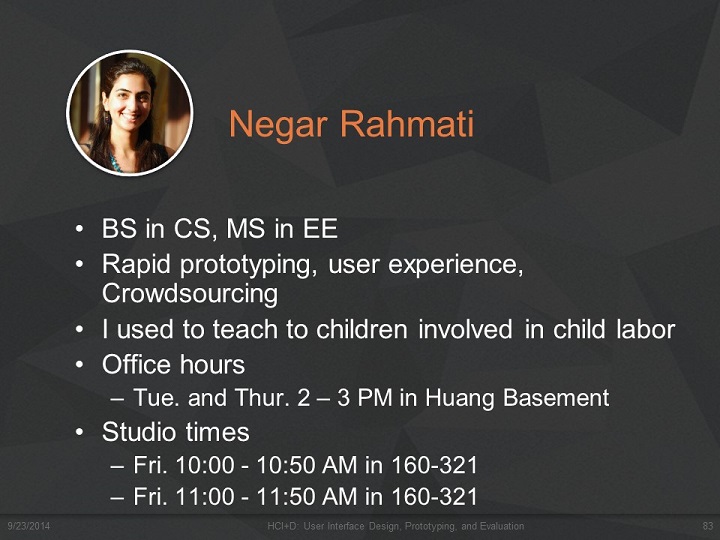 Negar Rahmati
• BS in CS, MS in EE
• Rapid prototyping, user experience,
Crowdsourcing
• I used to teach to children involved in child labor
• Office hours
– Tue. and Thur. 2 – 3 PM in Huang Basement
• Studio times
– Fri. 10:00 - 10:50 AM in 160-321
– Fri. 11:00 - 11:50 AM in 160-321
9/23/2014 HCI+D: User Interface Design, Prototyping, and Evaluation 83